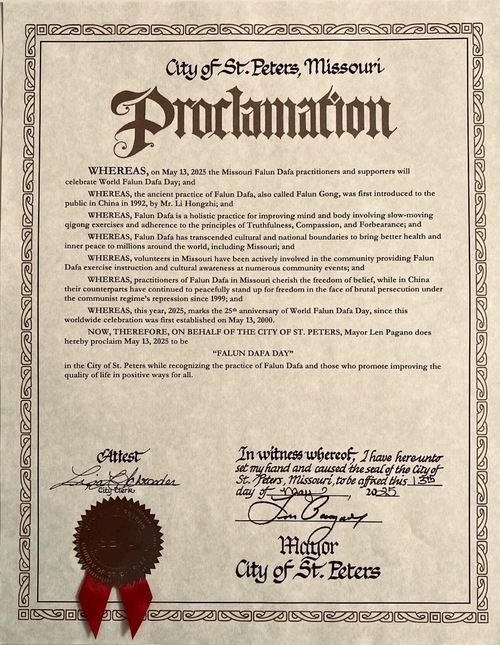 City of St. Peters, Missouri
Proclamation
WHEREAS, on May 13, 2025 the Missouri Falun Dafa practitioners and supporters will
celebrate World Falun Dafa Day; and
WHEREAS, the ancient practice of Falun Dafa, also called Falun Gong, was first introduced to the
public in China in 1992, by Mr. Li Hongzhi; and
WHEREAS, Falun Dafa is a holistic practice for improving mind and body involving slow-moving
qigong exercises and adherence to the principles of Truthfulness, Compassion, and Forbearance; and
WHEREAS, Falun Dafa has transcended cultural and national boundaries to bring better health and
inner peace to millions around the world, including Missouri; and
WHEREAS, volunteers in Missouri have been actively involved in the community providing Falun
Dafa exercise instruction and cultural awareness at numerous community events; and
WHEREAS, practitioners of Falun Dafa in Missouri cherish the freedom of belief, while in China
their counterparts have continued to peacefully stand up for freedom in the face of brutal persecution under
the communist regime's repression since 1999; and
WHEREAS, this year, 2025, marks the 25th anniversary of World Falun Dafa Day, since this
worldwide celebration was first established on May 13, 2000.
NOW, THEREFORE, ON BEHALF OF THE CITY OF ST. PETERS, Mayor Len Pagano does
hereby proclaim May 13, 2025 to be
"FALUN DAFA DAY"
in the City of St. Peters while recognizing the practice of Falun Dafa and those who promote improving the
quality of life in positive ways for all.
Attest
City Clerk
In witness whereof, I have hereunto
set my hand and caused the seal of the City of
St. Peters, Missouri, to be affixed this 13th
day of May 2025
Mayor
City of St. Peters